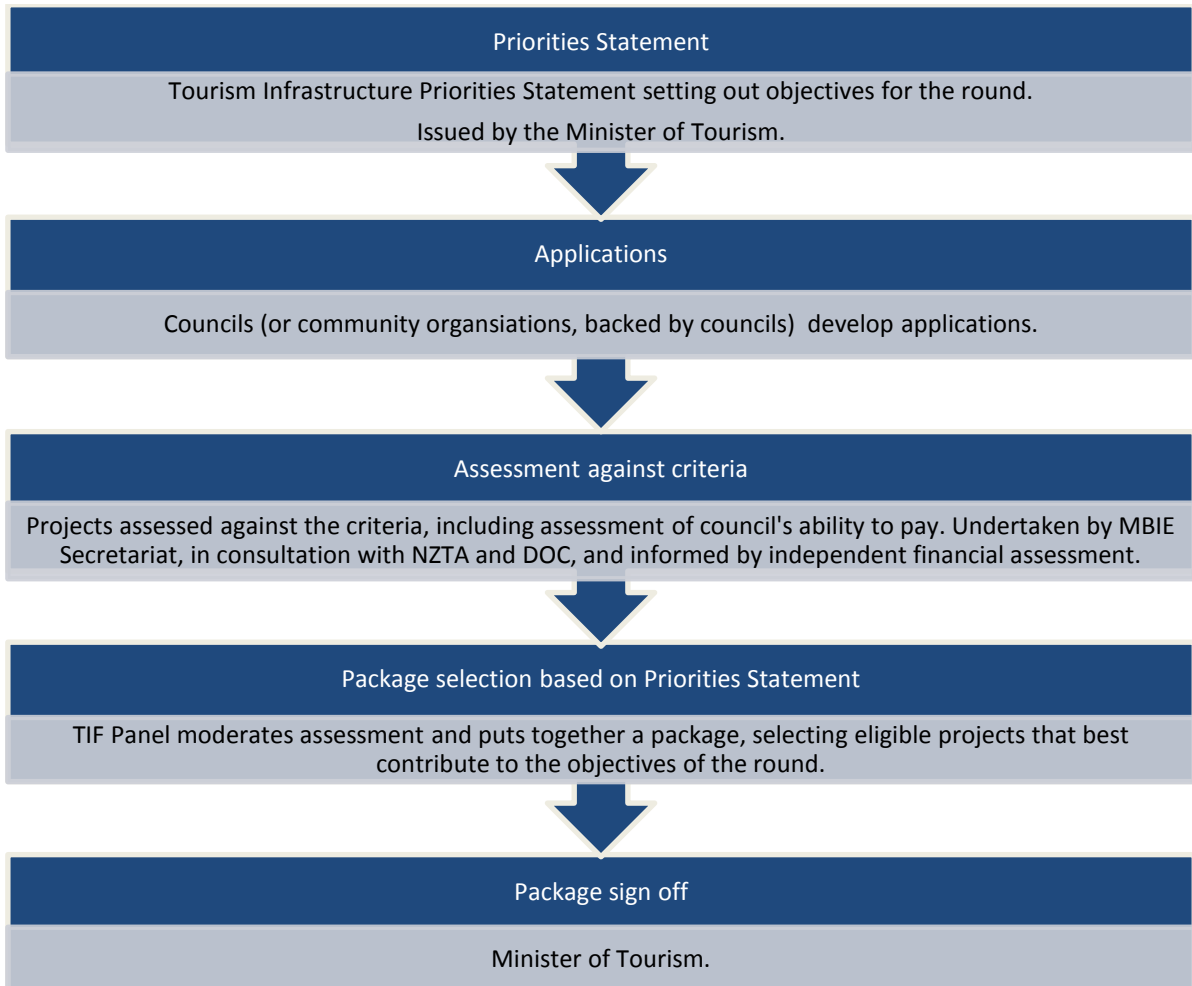 Priorities Statement
Tourism Infrastructure Priorities Statement setting out objectives for the round.
Issued by the Minister of Tourism.
Applications
Councils (or community organsiations, backed by councils)  develop applications.
Assessment against criteria
Projects assessed against the criteria, including assessment of council's ability to pay. Undertaken by MBIE
Secretariat, in consultation with NZTA and DOC, and informed by independent financial assessment.
Package selection based on Priorities Statement
TIF Panel moderates assessment and puts together a package, selecting eligible projects that best
contribute to the objectives of the round.
Package sign off
Minister of Tourism.